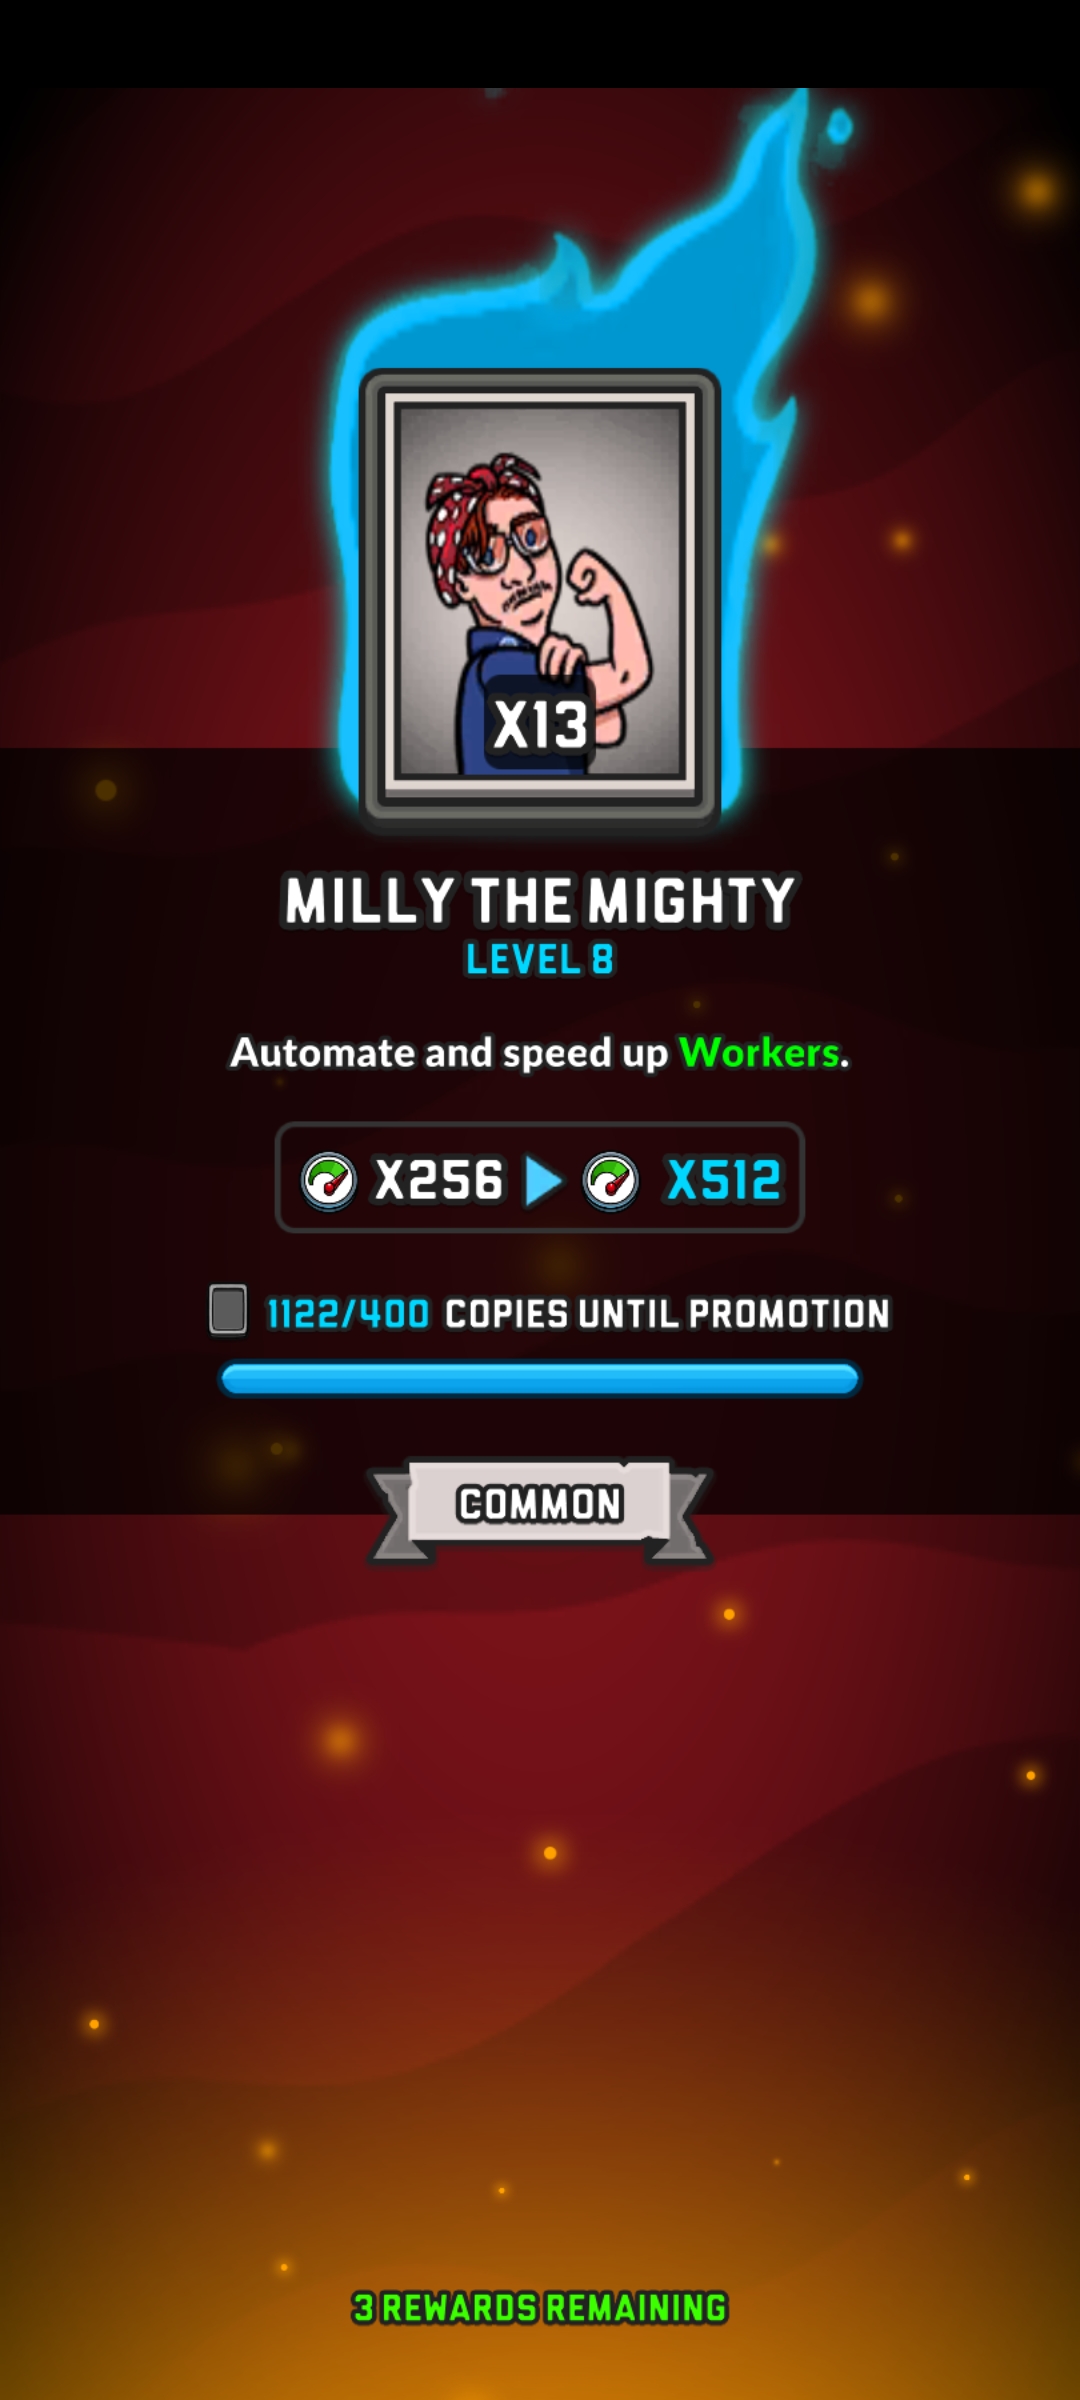 X13
MILLY THE MIGHTY
LEVEL 8
Automate and speed up Workers.
X256 X512
1122/400 COPIES UNTIL PROMOTION
COMMON
3 REWARDS REMAINING